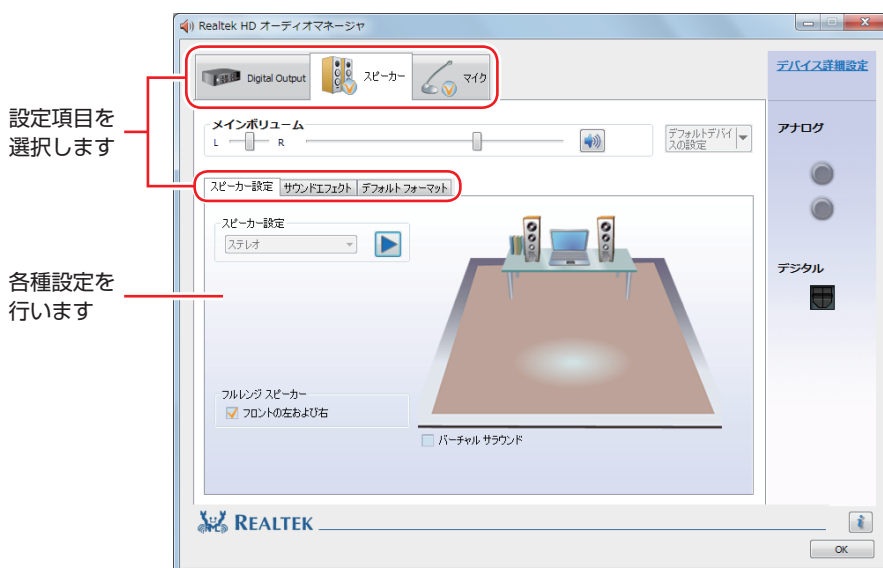 Realtek HD オーディオマネージャ
Digital Output
スピーカー
マイク
デバイス詳細設定
設定項目を
選択します
メインボリューム
L
R
デフォルトデバイ
スの設定
アナログ
スピーカー設定
サウンドエフェクト
デフォルト フォーマット
スピーカー設定
ステレオ
各種設定を
行います
デジタル
フルレンジ スピーカー
フロントの左および右
バーチャル サラウンド
REALTEK
i
OK